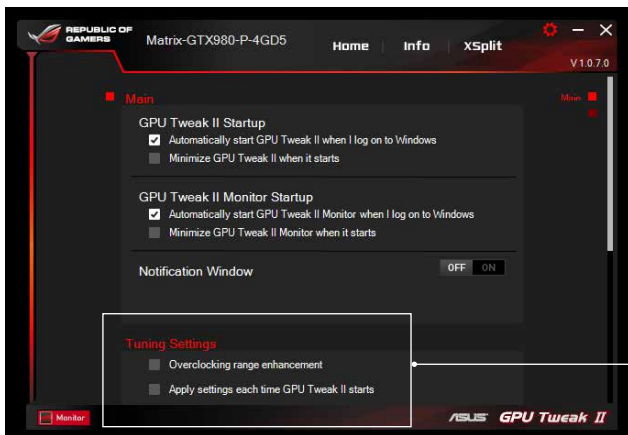 REPUBLIC OF
GAMERS
Matrix-GTX980-P-4GD5
Home
Info
XSplit
V 1.0.7.0
Main
Main
GPU Tweak II Startup
Automatically start GPU Tweak II when I log on to Windows
Minimize GPU Tweak II when it starts
GPU Tweak II Monitor Startup
Automatically start GPU Tweak II Monitor when I log on to Windows
Minimize GPU Tweak II Monitor when it starts
Notification Window
OFF ON
Tuning Settings
Overclocking range enhancement
Apply settings each time GPU Tweak II starts
Monitor
ASUS GPU Tweak II